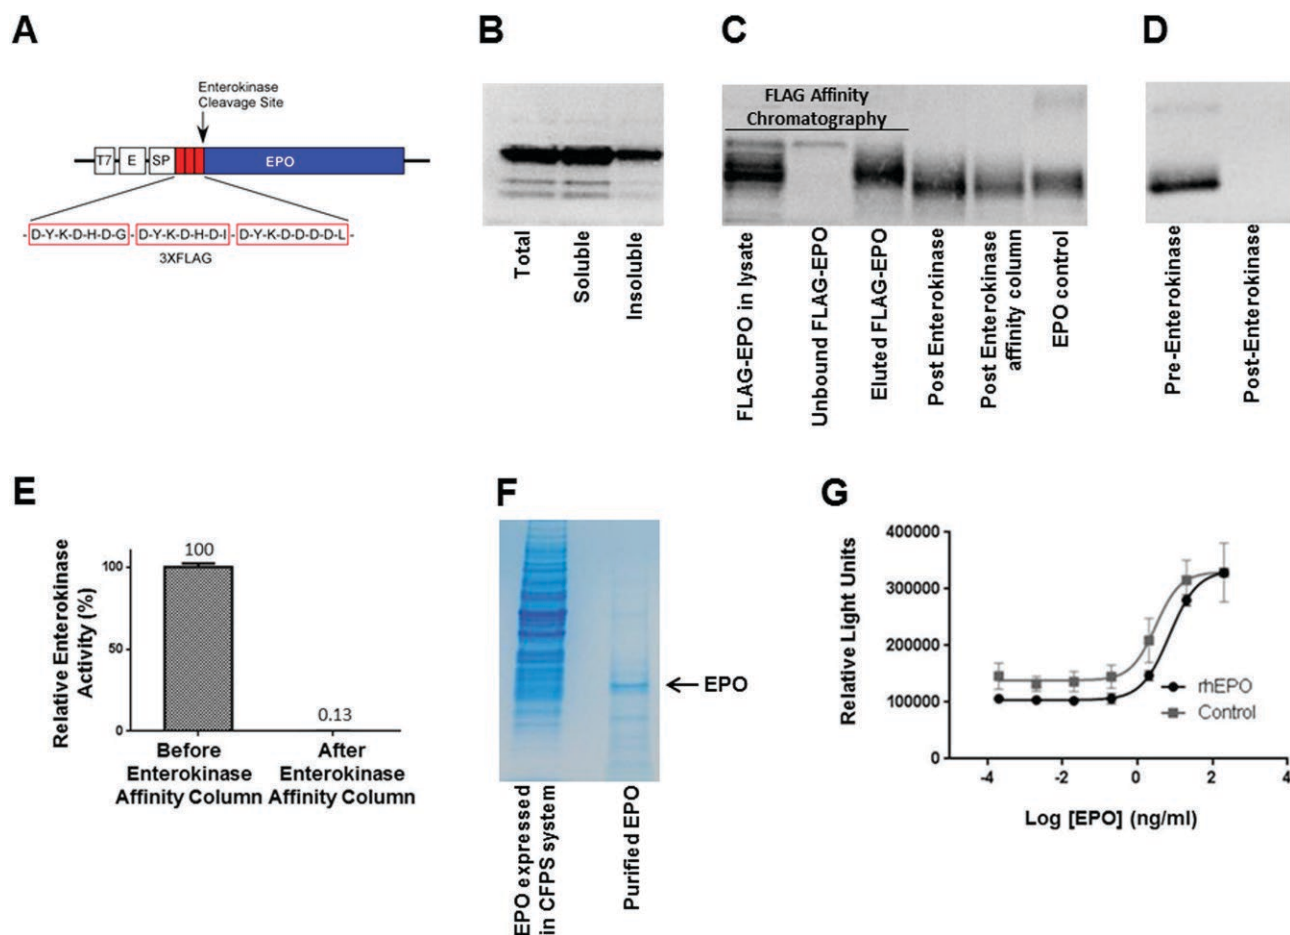 A
Enterokinase
Cleavage Site
T7 E SP EPO
- D-Y-K-D-H-D-G - D-Y-K-D-H-D-I - D-Y-K-D-D-D-D-L -
3XFLAG
B
Total
Soluble
Insoluble
C
FLAG Affinity
Chromatography
FLAG-EPO in lysate
Unbound FLAG-EPO
Eluted FLAG-EPO
Post Enterokinase
Post Enterokinase
affinity column
EPO control
D
Pre-Enterokinase
Post-Enterokinase
E
Relative Enterokinase
Activity (%)
100
50
0
100
0.13
Before
Enterokinase
Affinity Column
After
Enterokinase
Affinity Column
F
EPO
EPO expressed
in CFPS system
Purified EPO
G
Relative Light Units
400000
300000
200000
100000
0
rhEPO
Control
-4 -2 0 2 4
Log [EPO] (ng/ml)